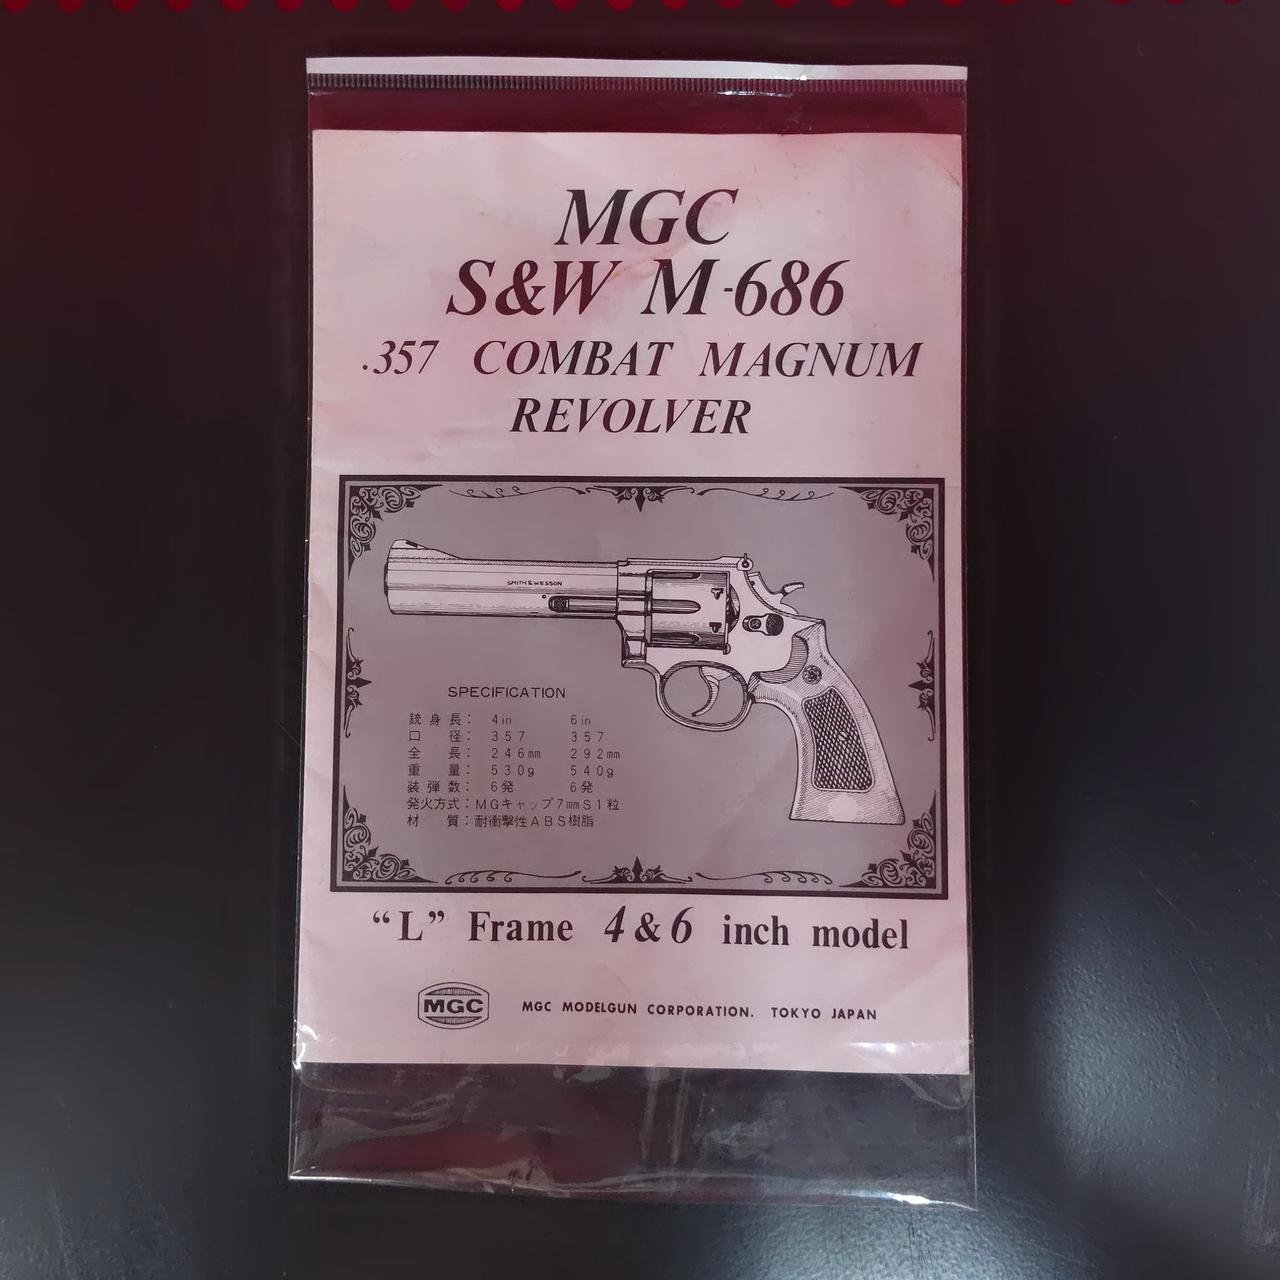 MGC
S&W M-686
.357 COMBAT MAGNUM
REVOLVER
SMITH & WESSON
SPECIFICATION
銃身長: 4in 6in
口径: 357 357
全長: 246mm 292mm
重量: 530g 540g
装弾数: 6発 6発
発火方式: MGキャップ7mmS1粒
材質: 耐衝撃性ABS樹脂
"L" Frame 4&6 inch model
MGC MGC MODELGUN CORPORATION. TOKYO JAPAN